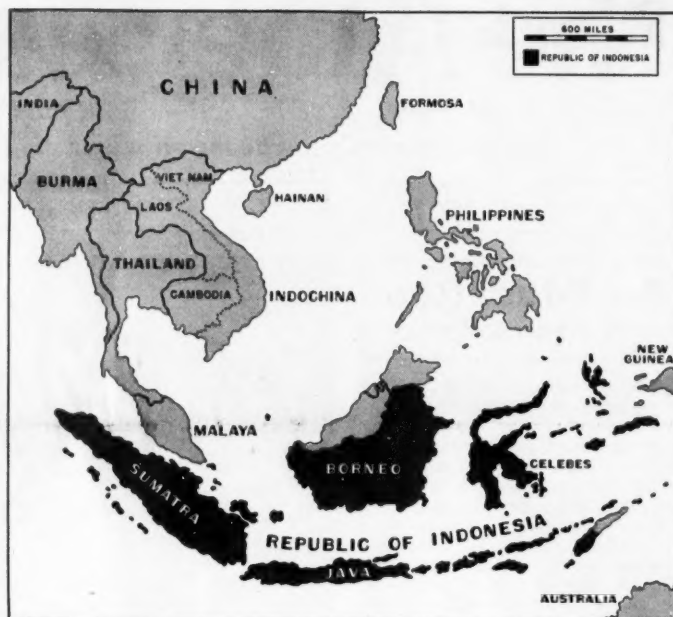 600 MILES
REPUBLIC OF INDONESIA
CHINA
INDIA
FORMOSA
BURMA
VIET NAM
HAINAN
LAOS
PHILIPPINES
THAILAND
CAMBODIA
INDOCHINA
NEW
GUINEA
MALAYA
BORNEO
CELEBES
SUMATRA
REPUBLIC OF INDONESIA
JAVA
AUSTRALIA